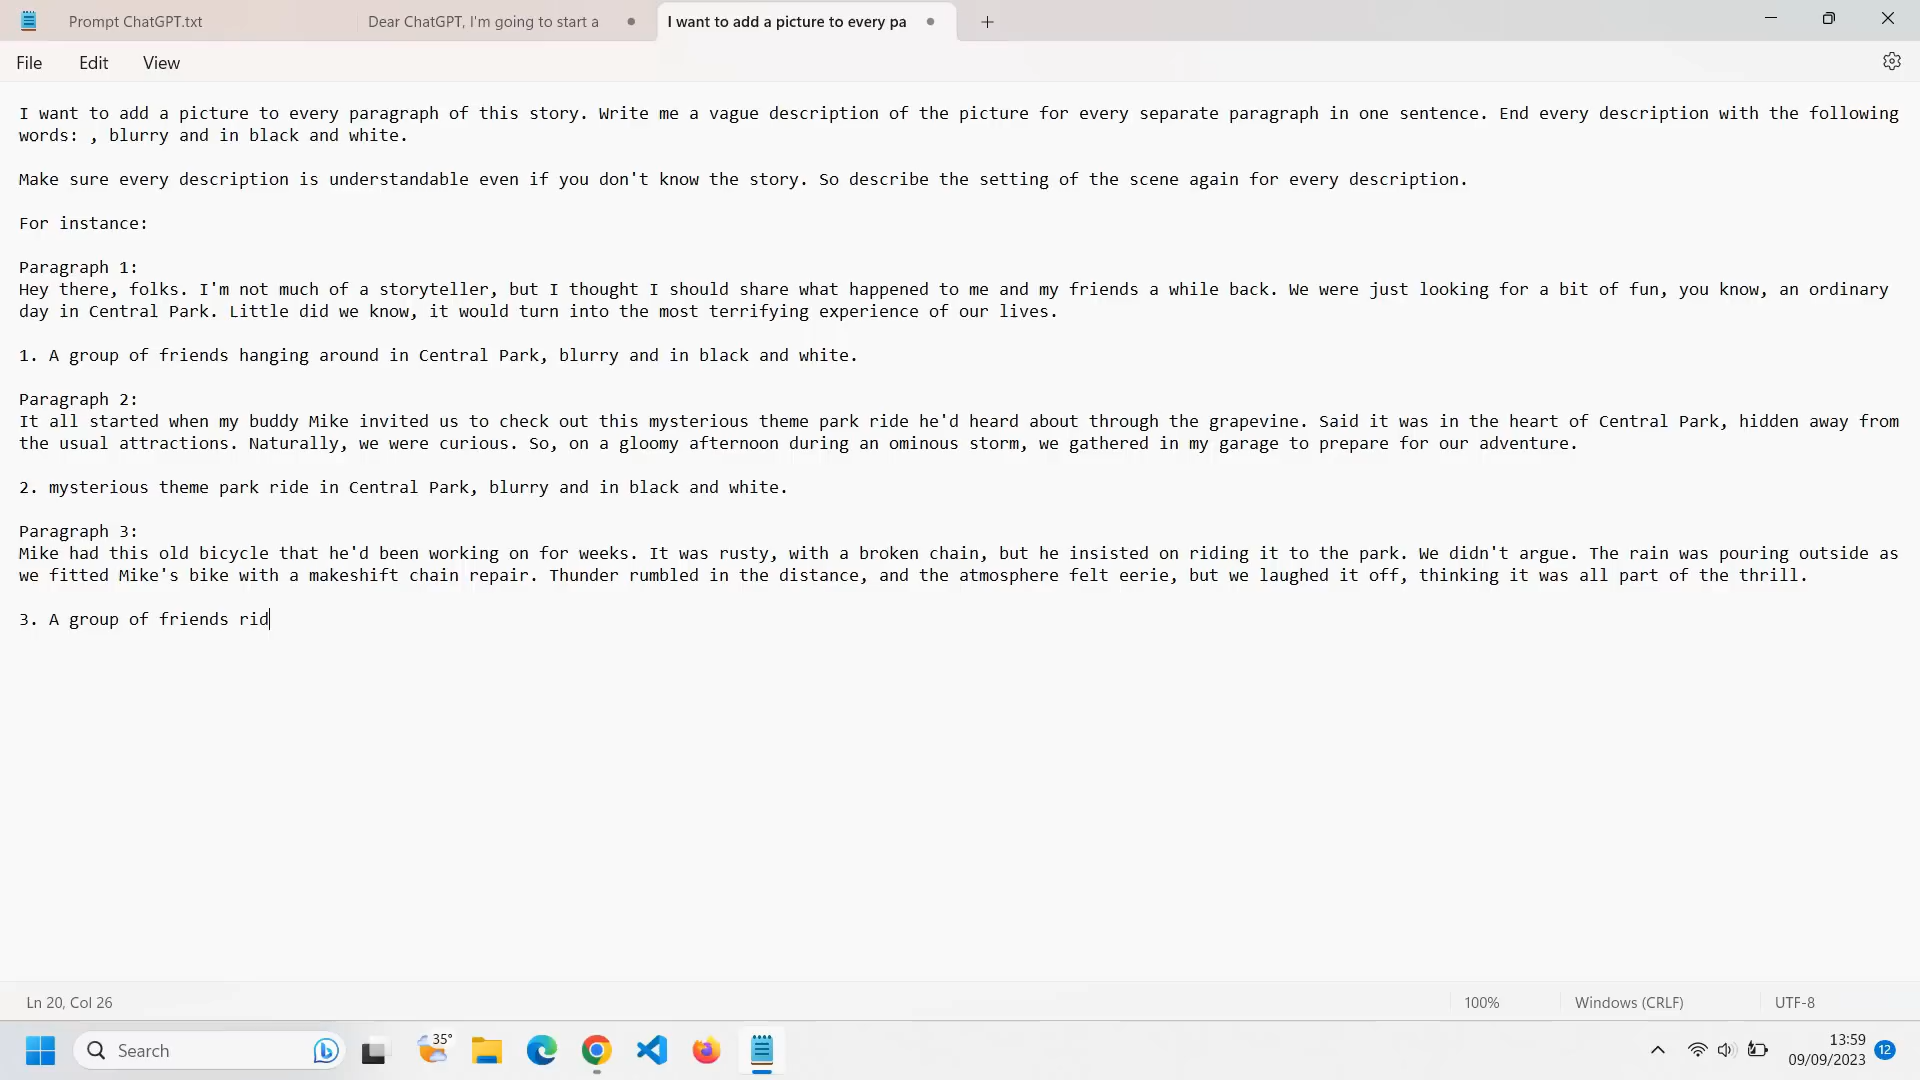 Prompt ChatGPT.txt
Dear ChatGPT, I'm going to start a
I want to add a picture to every pa
File Edit View
I want to add a picture to every paragraph of this story. Write me a vague description of the picture for every separate paragraph in one sentence. End every description with the following
words: , blurry and in black and white.
Make sure every description is understandable even if you don't know the story. So describe the setting of the scene again for every description.
For instance:
Paragraph 1:
Hey there, folks. I'm not much of a storyteller, but I thought I should share what happened to me and my friends a while back. We were just looking for a bit of fun, you know, an ordinary
day in Central Park. Little did we know, it would turn into the most terrifying experience of our lives.
1. A group of friends hanging around in Central Park, blurry and in black and white.
Paragraph 2:
It all started when my buddy Mike invited us to check out this mysterious theme park ride he'd heard about through the grapevine. Said it was in the heart of Central Park, hidden away from
the usual attractions. Naturally, we were curious. So, on a gloomy afternoon during an ominous storm, we gathered in my garage to prepare for our adventure.
2. mysterious theme park ride in Central Park, blurry and in black and white.
Paragraph 3:
Mike had this old bicycle that he'd been working on for weeks. It was rusty, with a broken chain, but he insisted on riding it to the park. We didn't argue. The rain was pouring outside as
we fitted Mike's bike with a makeshift chain repair. Thunder rumbled in the distance, and the atmosphere felt eerie, but we laughed it off, thinking it was all part of the thrill.
3. A group of friends rid
Ln 20, Col 26
100%
Windows (CRLF)
UTF-8
Search
35°
13:59
09/09/2023
12